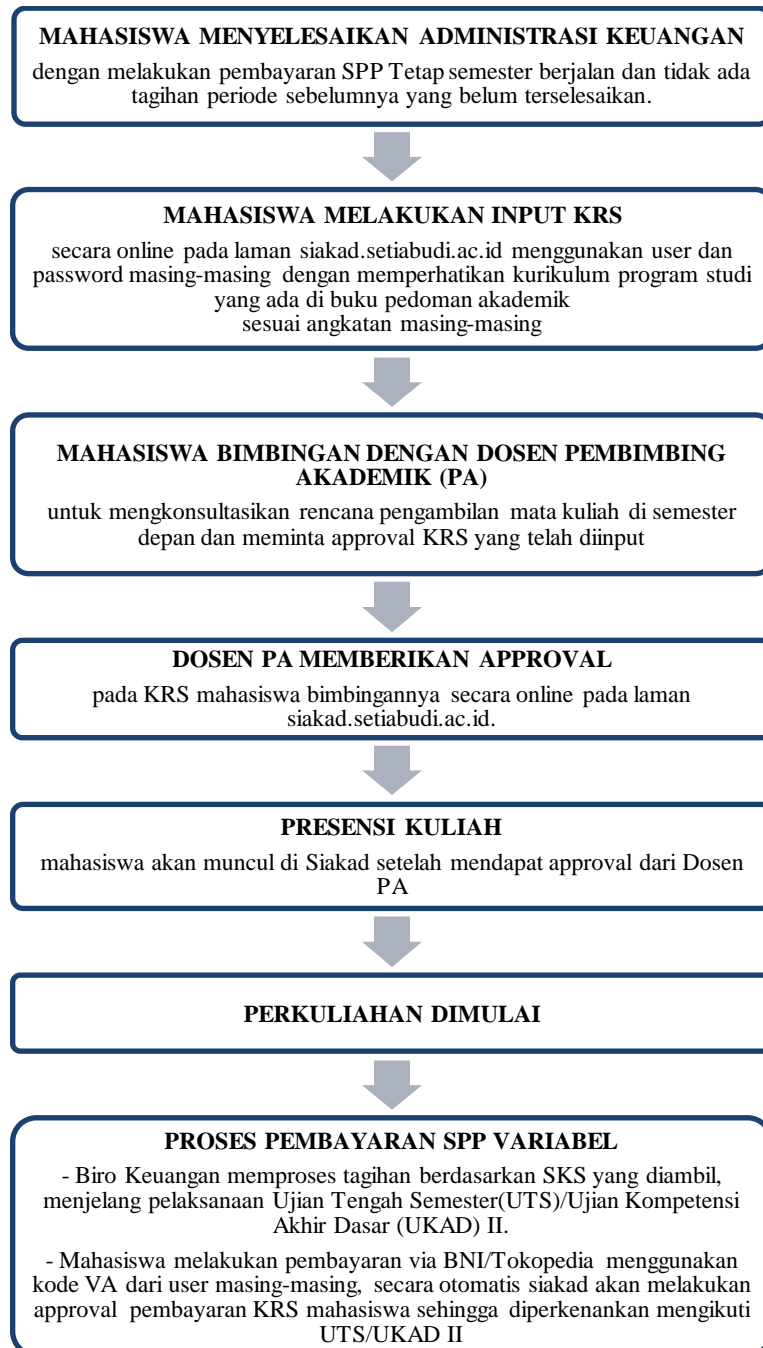 MAHASISWA MENYELESAIKAN ADMINISTRASI KEUANGAN
dengan melakukan pembayaran SPP Tetap semester berjalan dan tidak ada
tagihan periode sebelumnya yang belum terselesaikan.
MAHASISWA MELAKUKAN INPUT KRS
secara online pada laman siakad.setiabudi.ac.id menggunakan user dan
password masing-masing dengan memperhatikan kurikulum program studi
yang ada di buku pedoman akademik
sesuai angkatan masing-masing
MAHASISWA BIMBINGAN DENGAN DOSEN PEMBIMBING
AKADEMIK (PA)
untuk mengkonsultasikan rencana pengambilan mata kuliah di semester
depan dan meminta approval KRS yang telah diinput
DOSEN PA MEMBERIKAN APPROVAL
pada KRS mahasiswa bimbingannya secara online pada laman
siakad.setiabudi.ac.id.
PRESENSI KULIAH
mahasiswa akan muncul di Siakad setelah mendapat approval dari Dosen
PA
PERKULIAHAN DIMULAI
PROSES PEMBAYARAN SPP VARIABEL
- Biro Keuangan memproses tagihan berdasarkan SKS yang diambil,
menjelang pelaksanaan Ujian Tengah Semester(UTS)/Ujian Kompetensi
Akhir Dasar (UKAD) II.
- Mahasiswa melakukan pembayaran via BNI/Tokopedia menggunakan
kode VA dari user masing-masing, secara otomatis siakad akan melakukan
approval pembayaran KRS mahasiswa sehingga diperkenankan mengikuti
UTS/UKAD II